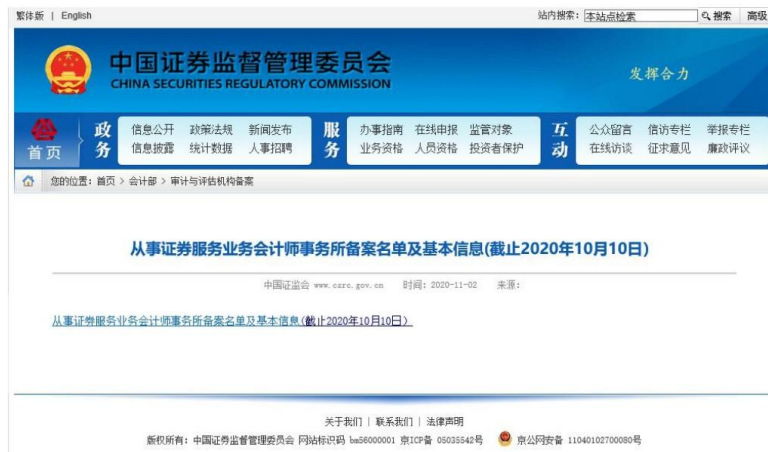 繁体版 | English 站内搜索: 本站点检索 搜索 高级
中国证券监督管理委员会
CHINA SECURITIES REGULATORY COMMISSION
发挥合力
首页
政务
信息公开 政策法规 新闻发布
信息披露 统计数据 人事招聘
服务
办事指南 在线申报 监管对象
业务资格 人员资格 投资者保护
互动
公众留言 信访专栏 举报专栏
在线访谈 征求意见 廉政评议
您的位置: 首页 > 会计部 > 审计与评估机构备案
从事证券服务业务会计师事务所备案名单及基本信息(截止2020年10月10日)
中国证监会 www.csrc.gov.cn 时间: 2020-11-02 来源:
从事证券服务业务会计师事务所备案名单及基本信息(截止2020年10月10日)
关于我们 | 联系我们 | 法律声明
版权所有: 中国证券监督管理委员会 网站标识码 bm56000001 京ICP备 05035542号 京公网安备 11040102700080号